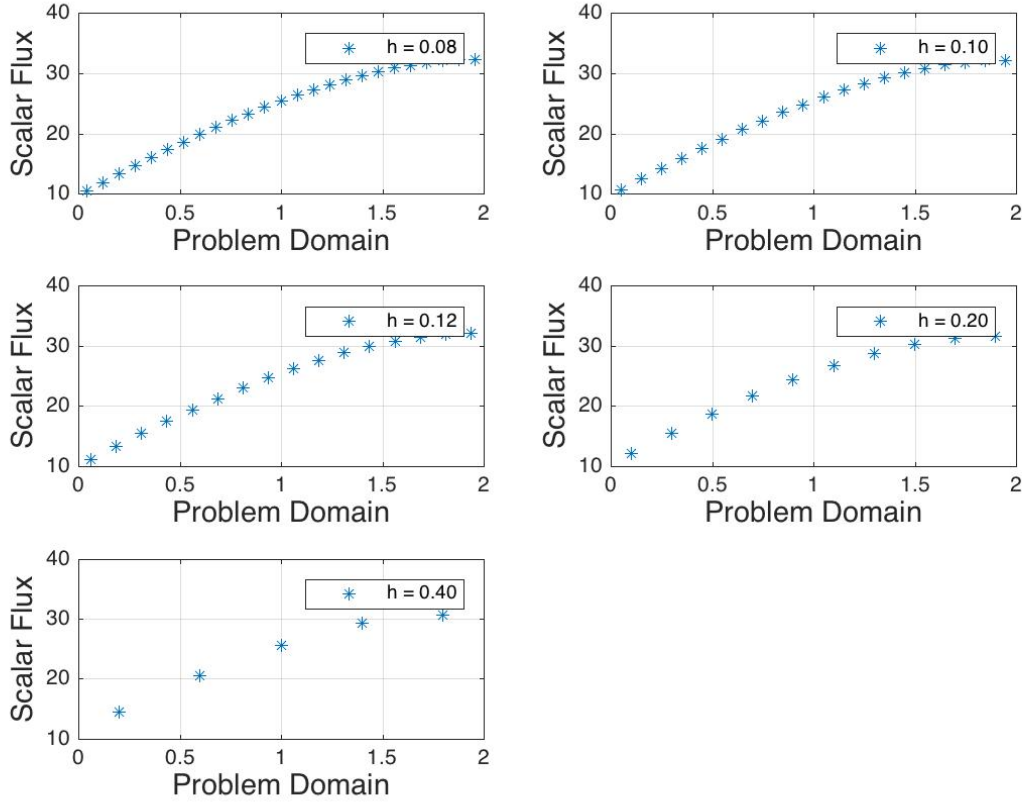 40
30
20
10
Scalar Flux
h = 0.08
0 0.5 1 1.5 2
Problem Domain
40
30
20
10
Scalar Flux
h = 0.10
0 0.5 1 1.5 2
Problem Domain
40
30
20
10
Scalar Flux
h = 0.12
0 0.5 1 1.5 2
Problem Domain
40
30
20
10
Scalar Flux
h = 0.20
0 0.5 1 1.5 2
Problem Domain
40
30
20
10
Scalar Flux
h = 0.40
0 0.5 1 1.5 2
Problem Domain